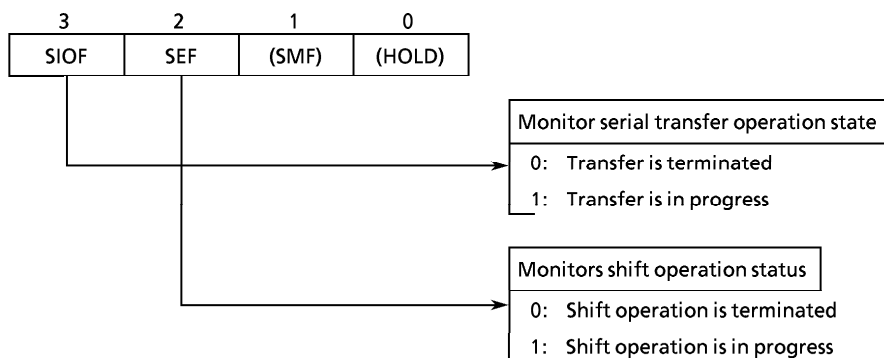 3 2 1 0
SIOF SEF (SMF) (HOLD)
Monitor serial transfer operation state
0: Transfer is terminated
1: Transfer is in progress
Monitors shift operation status
0: Shift operation is terminated
1: Shift operation is in progress